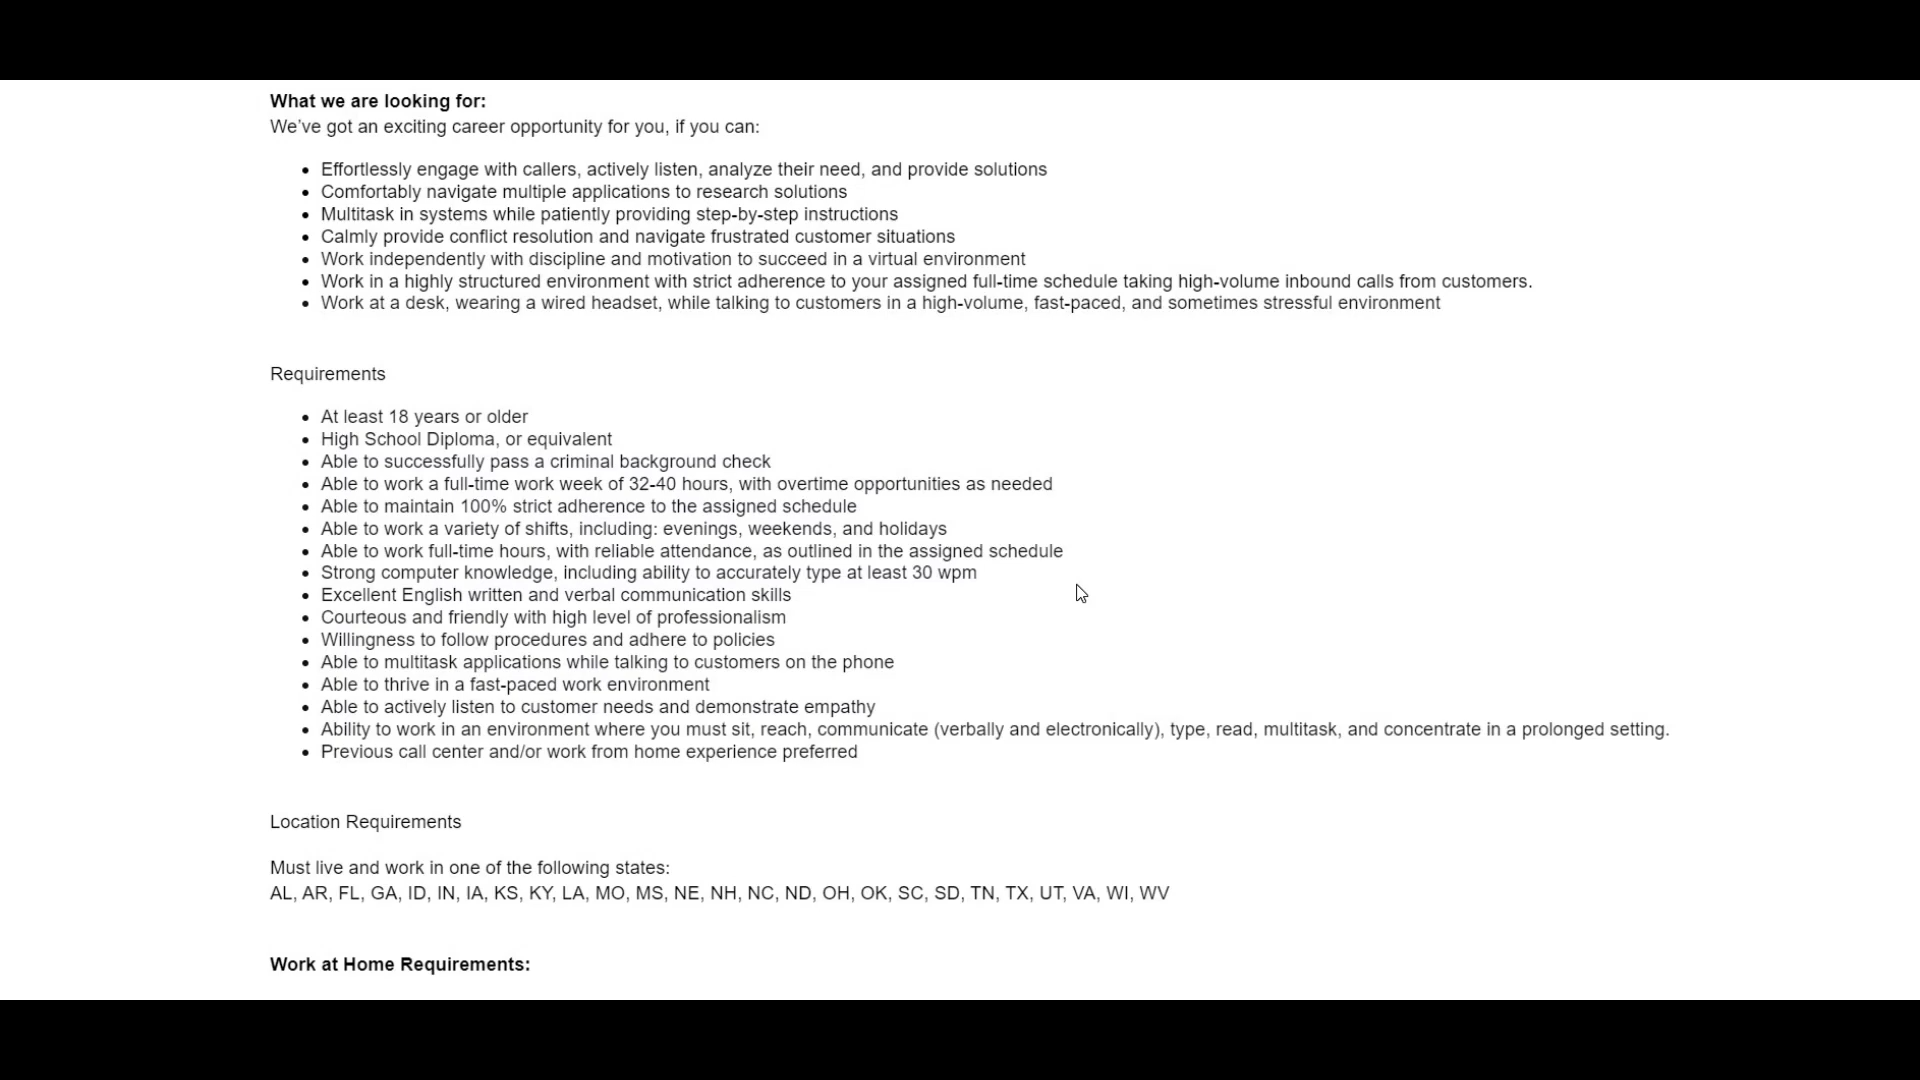 What we are looking for:
We’ve got an exciting career opportunity for you, if you can:
• Effortlessly engage with callers, actively listen, analyze their need, and provide solutions
• Comfortably navigate multiple applications to research solutions
• Multitask in systems while patiently providing step-by-step instructions
• Calmly provide conflict resolution and navigate frustrated customer situations
• Work independently with discipline and motivation to succeed in a virtual environment
• Work in a highly structured environment with strict adherence to your assigned full-time schedule taking high-volume inbound calls from customers.
• Work at a desk, wearing a wired headset, while talking to customers in a high-volume, fast-paced, and sometimes stressful environment
Requirements
• At least 18 years or older
• High School Diploma, or equivalent
• Able to successfully pass a criminal background check
• Able to work a full-time work week of 32-40 hours, with overtime opportunities as needed
• Able to maintain 100% strict adherence to the assigned schedule
• Able to work a variety of shifts, including: evenings, weekends, and holidays
• Able to work full-time hours, with reliable attendance, as outlined in the assigned schedule
• Strong computer knowledge, including ability to accurately type at least 30 wpm
• Excellent English written and verbal communication skills
• Courteous and friendly with high level of professionalism
• Willingness to follow procedures and adhere to policies
• Able to multitask applications while talking to customers on the phone
• Able to thrive in a fast-paced work environment
• Able to actively listen to customer needs and demonstrate empathy
• Ability to work in an environment where you must sit, reach, communicate (verbally and electronically), type, read, multitask, and concentrate in a prolonged setting.
• Previous call center and/or work from home experience preferred
Location Requirements
Must live and work in one of the following states:
AL, AR, FL, GA, ID, IN, IA, KS, KY, LA, MO, MS, NE, NH, NC, ND, OH, OK, SC, SD, TN, TX, UT, VA, WI, WV
Work at Home Requirements: